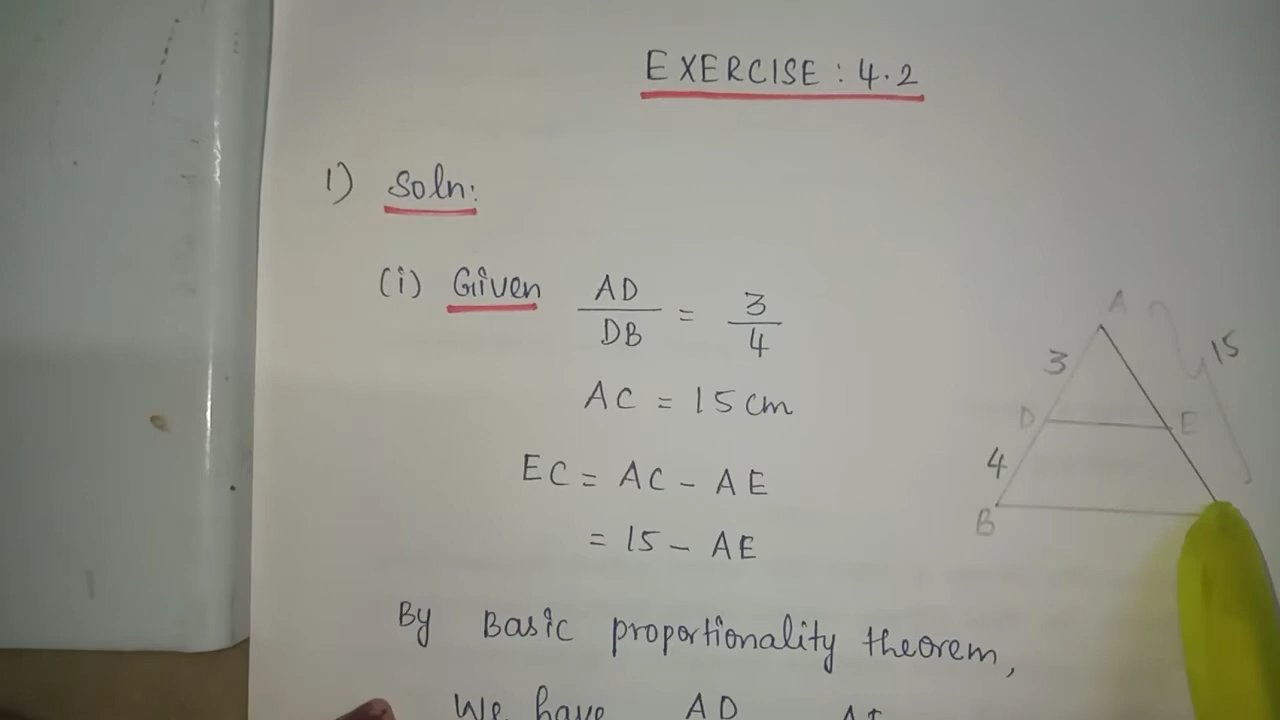 EXERCISE : 4.2
1) Soln:
(i) Given AD/DB = 3/4
AC = 15 cm
EC = AC - AE
= 15 - AE
By Basic proportionality theorem,
We have AD
A
3
15
D
E
4
B